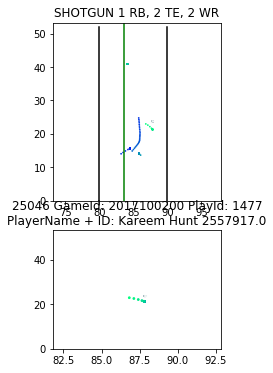 SHOTGUN 1 RB, 2 TE, 2 WR
50
40
30
20
10
0
75 80 85 90 95
25046 GameId: 2017100200 PlayId: 1477
PlayerName + ID: Kareem Hunt 2557917.0
40
20
0
82.5 85.0 87.5 90.0 92.5